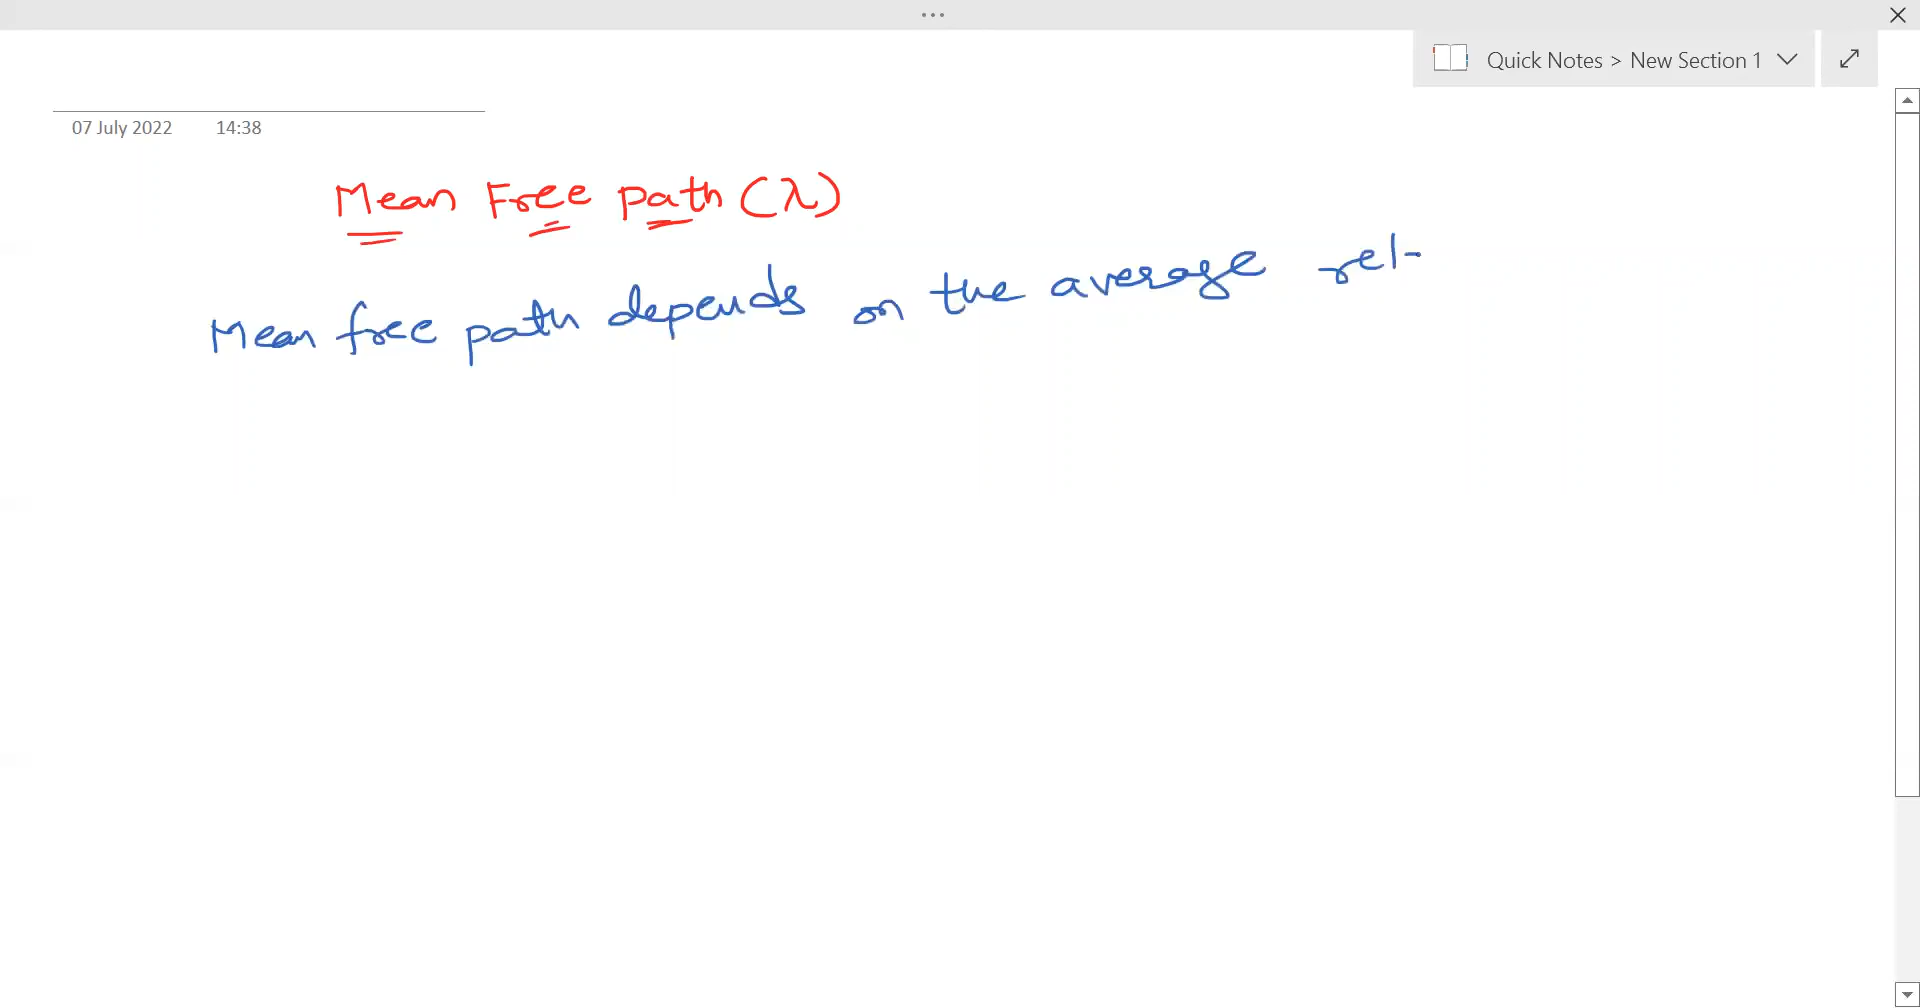 Quick Notes > New Section 1
07 July 2022 14:38
Mean Free path (λ)
Mean free path depends on the average rel-